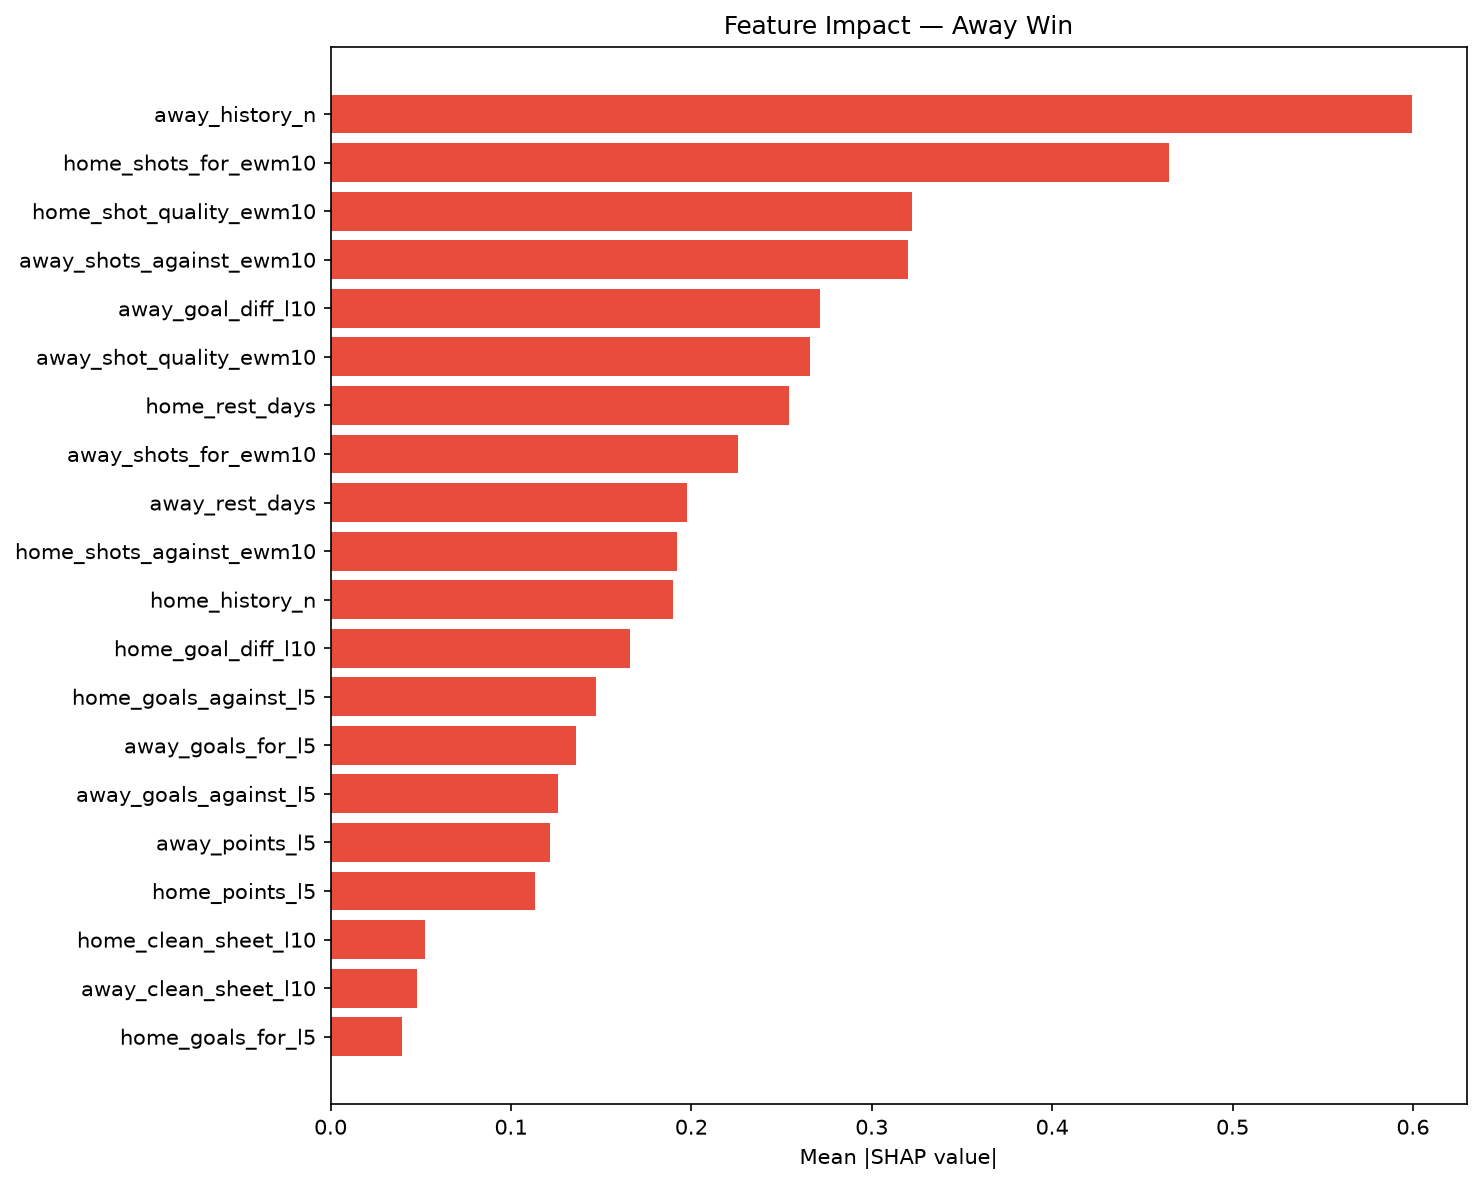 Feature Impact — Away Win
away_history_n
home_shots_for_ewm10
home_shot_quality_ewm10
away_shots_against_ewm10
away_goal_diff_l10
away_shot_quality_ewm10
home_rest_days
away_shots_for_ewm10
away_rest_days
home_shots_against_ewm10
home_history_n
home_goal_diff_l10
home_goals_against_l5
away_goals_for_l5
away_goals_against_l5
away_points_l5
home_points_l5
home_clean_sheet_l10
away_clean_sheet_l10
home_goals_for_l5
0.0 0.1 0.2 0.3 0.4 0.5 0.6
Mean |SHAP value|